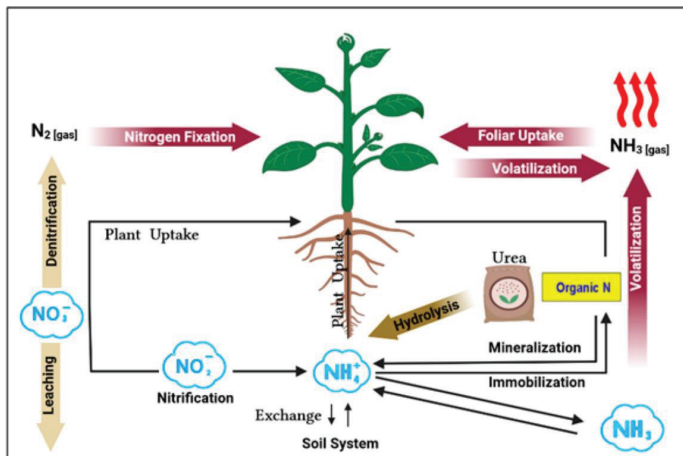 N₂ [gas]
Nitrogen Fixation
Foliar Uptake
NH₃ [gas]
Volatilization
Denitrification
Plant Uptake
Plant Uptake
Urea
Organic N
Volatilization
Hydrolysis
NO₃⁻
Mineralization
NO₂⁻
NH₄⁺
Immobilization
Nitrification
Leaching
Exchange
Soil System
NH₃